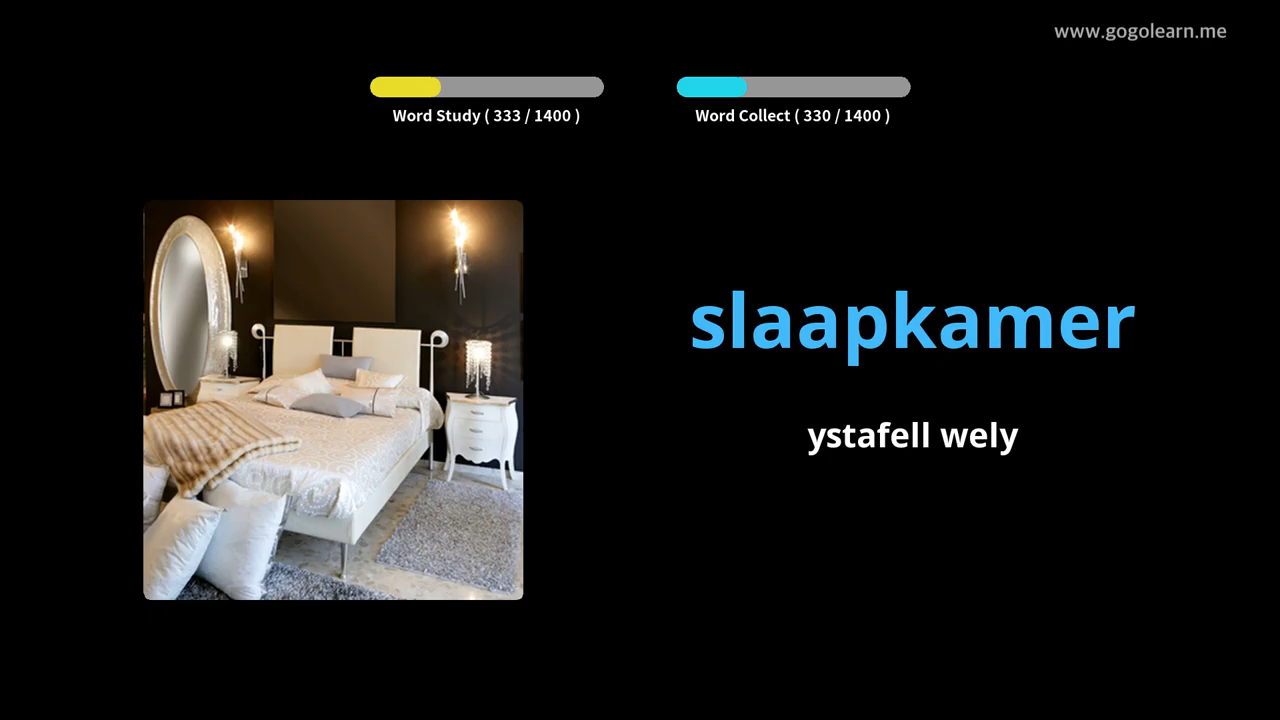 www.gogolearn.me
Word Study ( 333 / 1400 )
Word Collect ( 330 / 1400 )
slaapkamer
ystafell wely